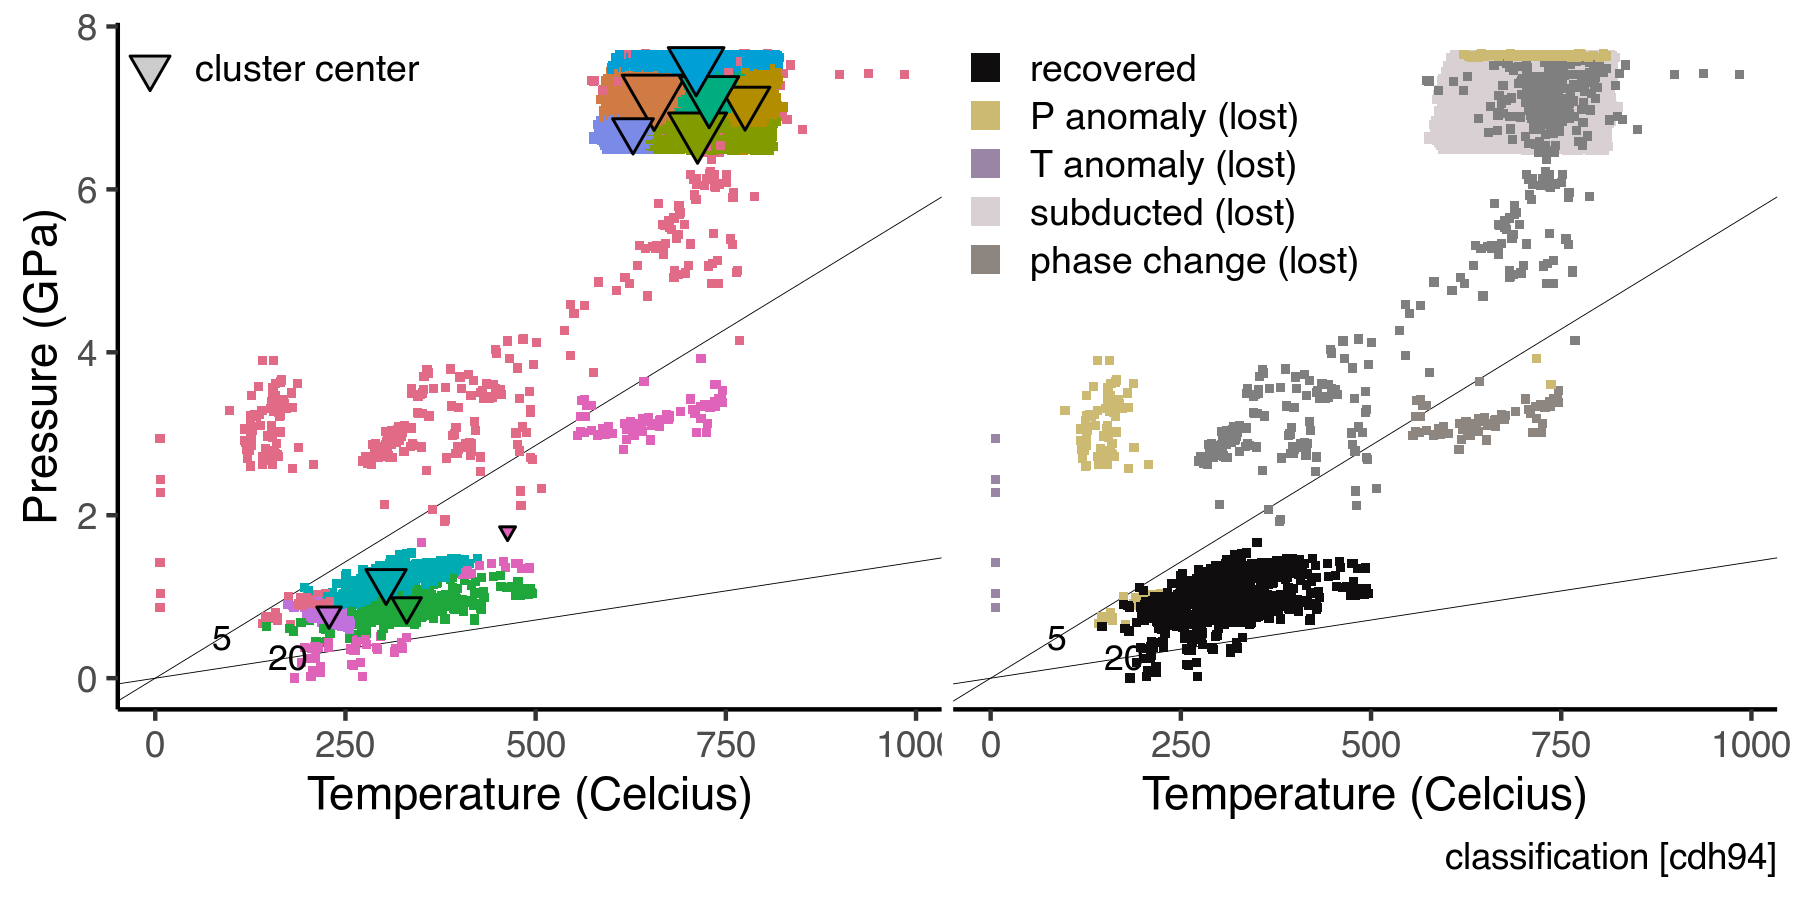 8
6
4
2
0
Pressure (GPa)
cluster center
5
20
0 250 500 750 100
Temperature (Celcius)
recovered
P anomaly (lost)
T anomaly (lost)
subducted (lost)
phase change (lost)
5
20
0 250 500 750 1000
Temperature (Celcius)
classification [cdh94]